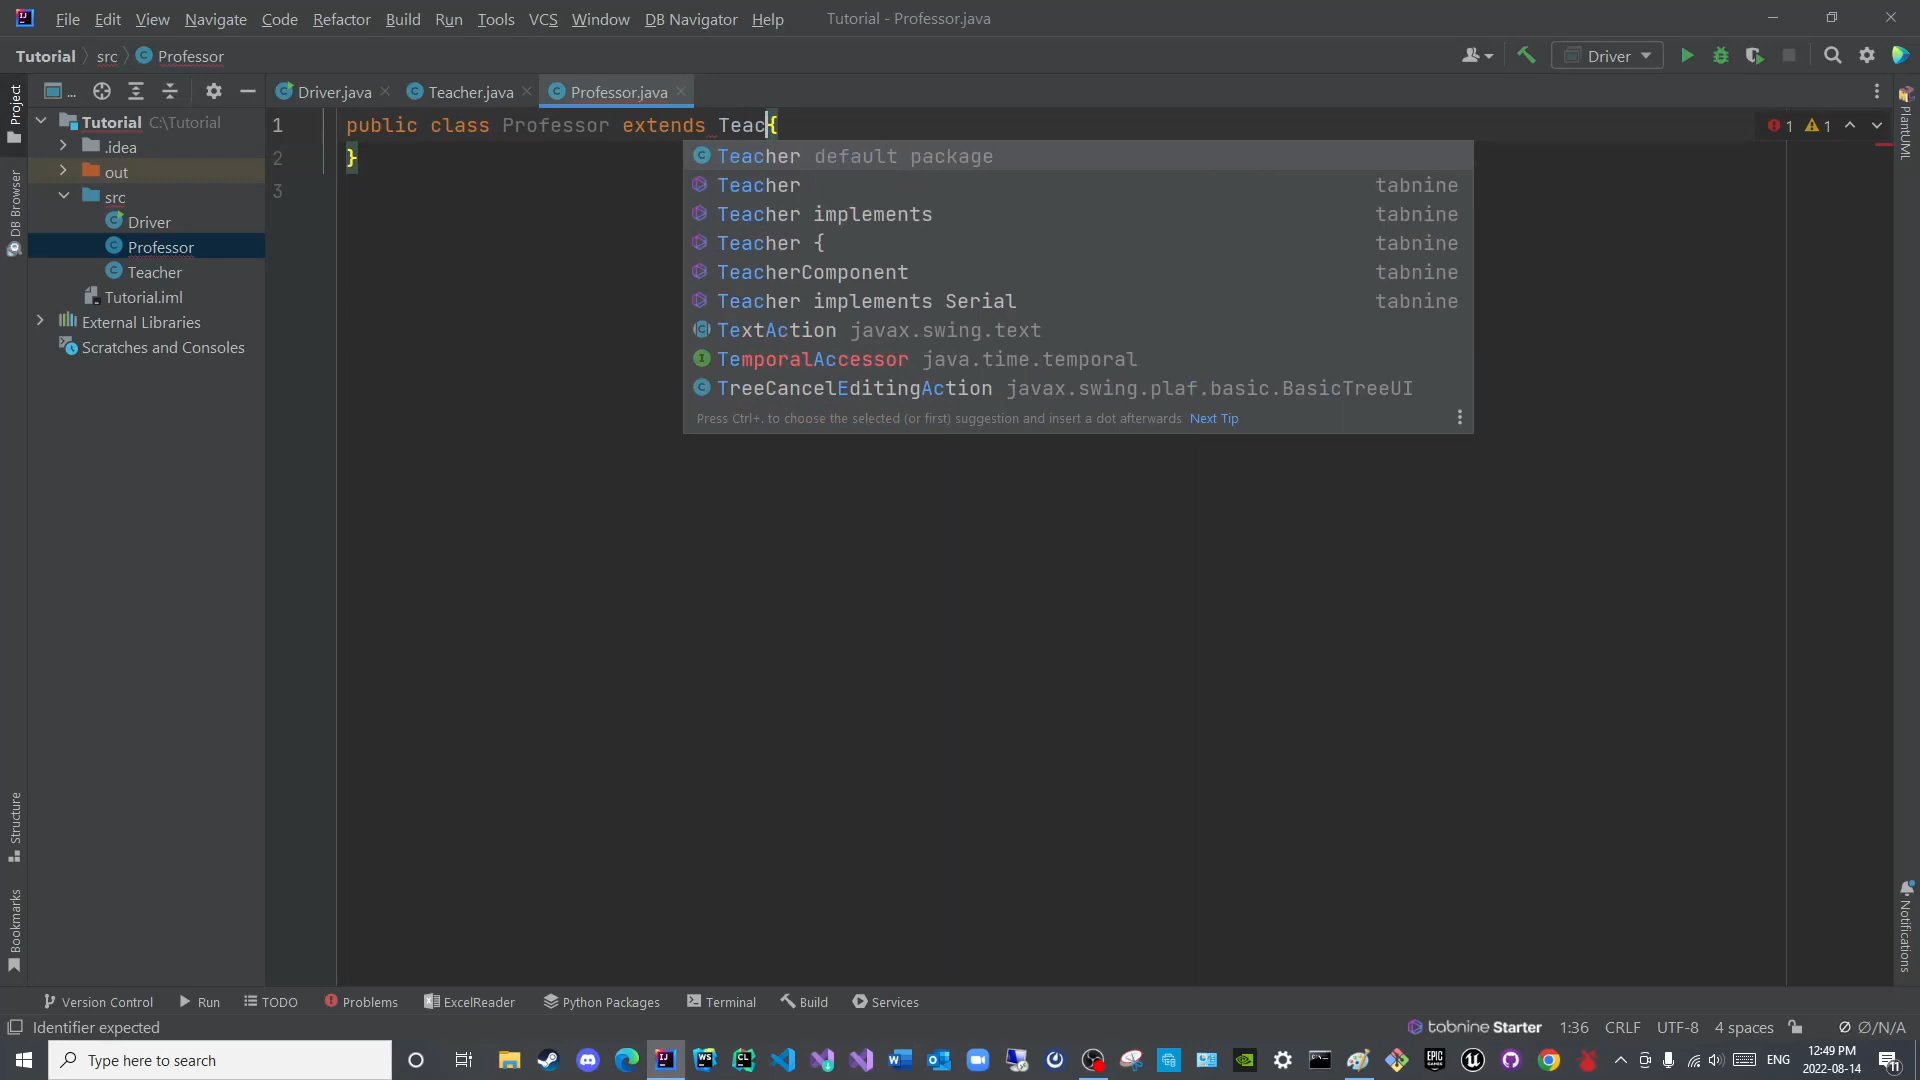 File Edit View Navigate Code Refactor Build Run Tools VCS Window DB Navigator Help Tutorial - Professor.java
Tutorial src Professor Driver
... Driver.java Teacher.java Professor.java
Project
Tutorial C:\Tutorial
.idea
out
src
Driver
Professor
Teacher
Tutorial.iml
External Libraries
Scratches and Consoles
DB Browser
Structure
Bookmarks
1 public class Professor extends Teac{
2 }
3
1 1
Teacher default package
Teacher tabnine
Teacher implements tabnine
Teacher { tabnine
TeacherComponent tabnine
Teacher implements Serial tabnine
TextAction javax.swing.text
TemporalAccessor java.time.temporal
TreeCancelEditingAction javax.swing.plaf.basic.BasicTreeUI
Press Ctrl+. to choose the selected (or first) suggestion and insert a dot afterwards Next Tip
PlantUML
Notifications
Version Control Run TODO Problems ExcelReader Python Packages Terminal Build Services
Identifier expected tabnine Starter 1:36 CRLF UTF-8 4 spaces Ø/N/A
Type here to search ENG 12:49 PM
2022-08-14 11